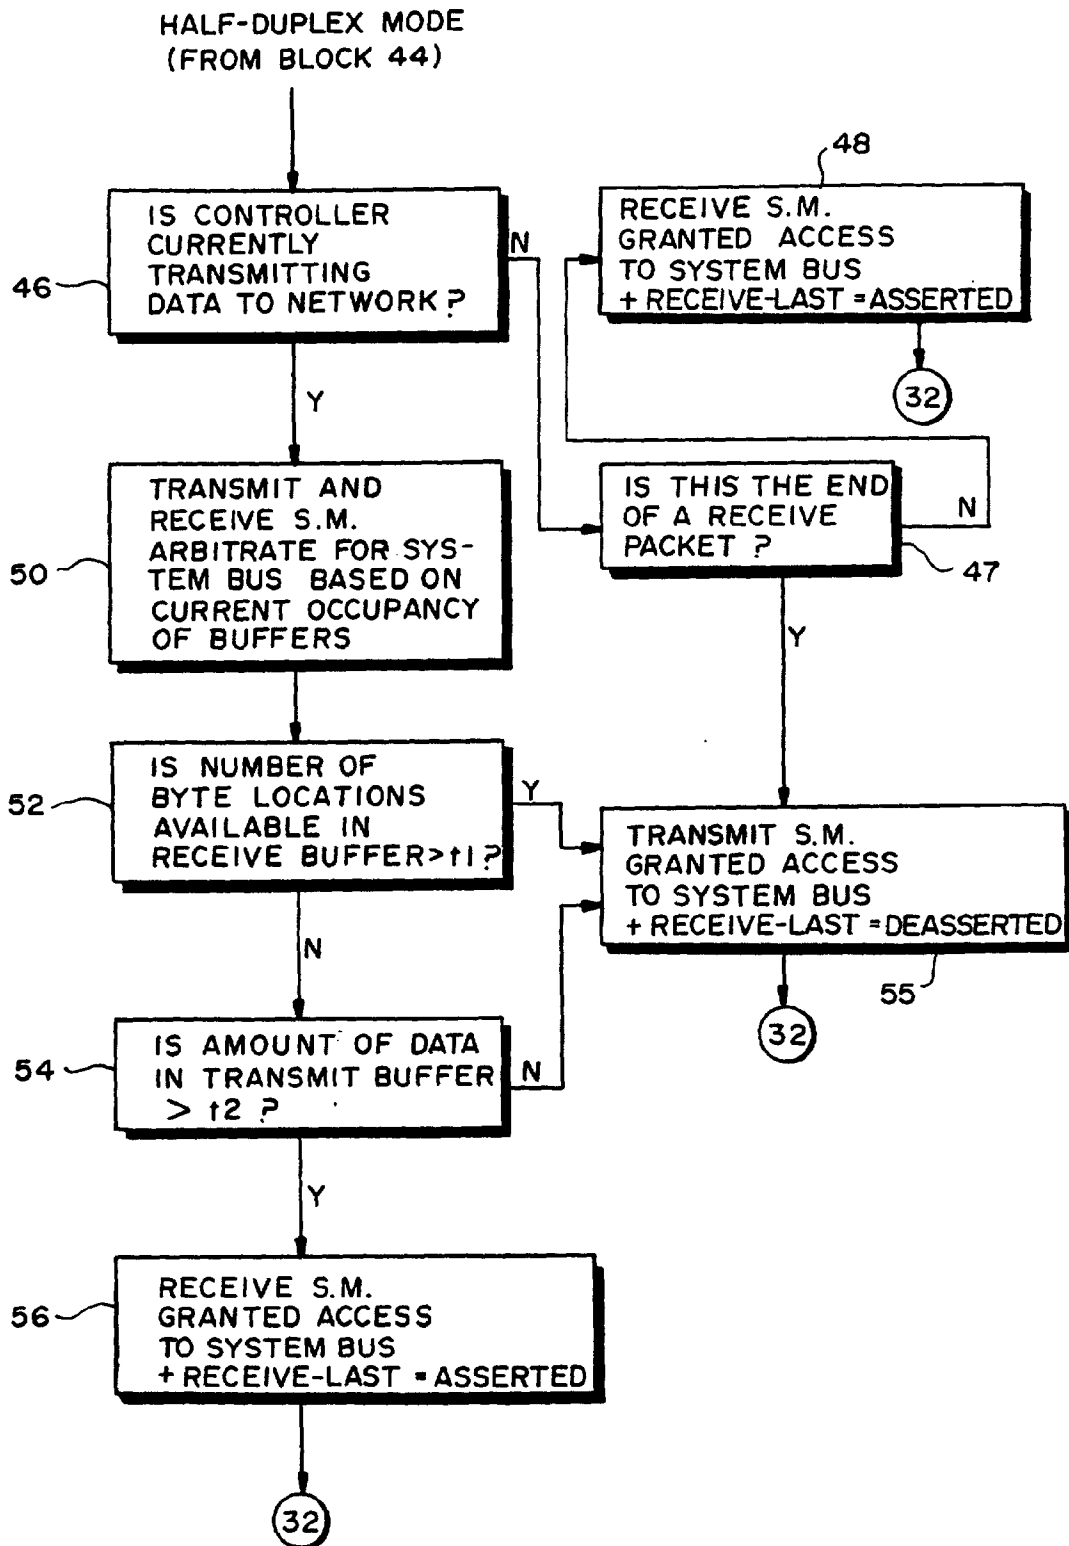 HALF-DUPLEX MODE
(FROM BLOCK 44)
IS CONTROLLER
CURRENTLY
TRANSMITTING
DATA TO NETWORK ?
46
N
Y
48
RECEIVE S.M.
GRANTED ACCESS
TO SYSTEM BUS
+ RECEIVE-LAST = ASSERTED
32
IS THIS THE END
OF A RECEIVE
PACKET ?
N
47
Y
TRANSMIT AND
RECEIVE S.M.
ARBITRATE FOR SYS-
TEM BUS BASED ON
CURRENT OCCUPANCY
OF BUFFERS
50
IS NUMBER OF
BYTE LOCATIONS
AVAILABLE IN
RECEIVE BUFFER > t1 ?
52
Y
N
TRANSMIT S.M.
GRANTED ACCESS
TO SYSTEM BUS
+ RECEIVE-LAST = DEASSERTED
55
32
IS AMOUNT OF DATA
IN TRANSMIT BUFFER
> t2 ?
54
N
Y
RECEIVE S.M.
GRANTED ACCESS
TO SYSTEM BUS
+ RECEIVE-LAST = ASSERTED
56
32